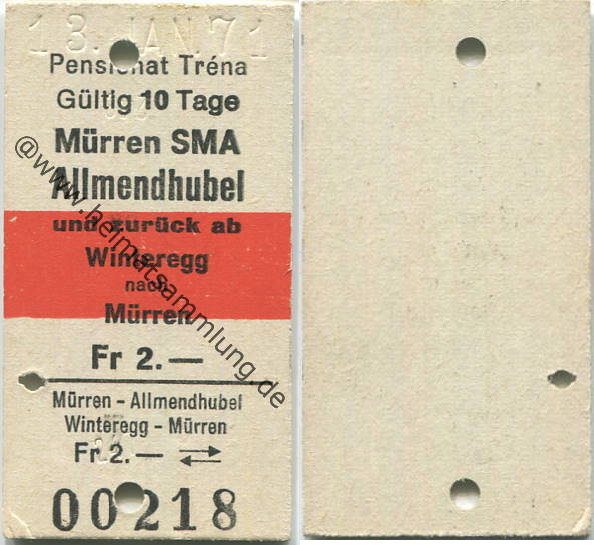 13. JAN. 71
Pensionat Tréna
Gültig 10 Tage
Mürren SMA
Allmendhubel
und zurück ab
Winteregg
nach
Mürren
Fr 2.—
Mürren - Allmendhubel
Winteregg - Mürren
Fr 2.— ⇄
00218
@www.heimatsammlung.de